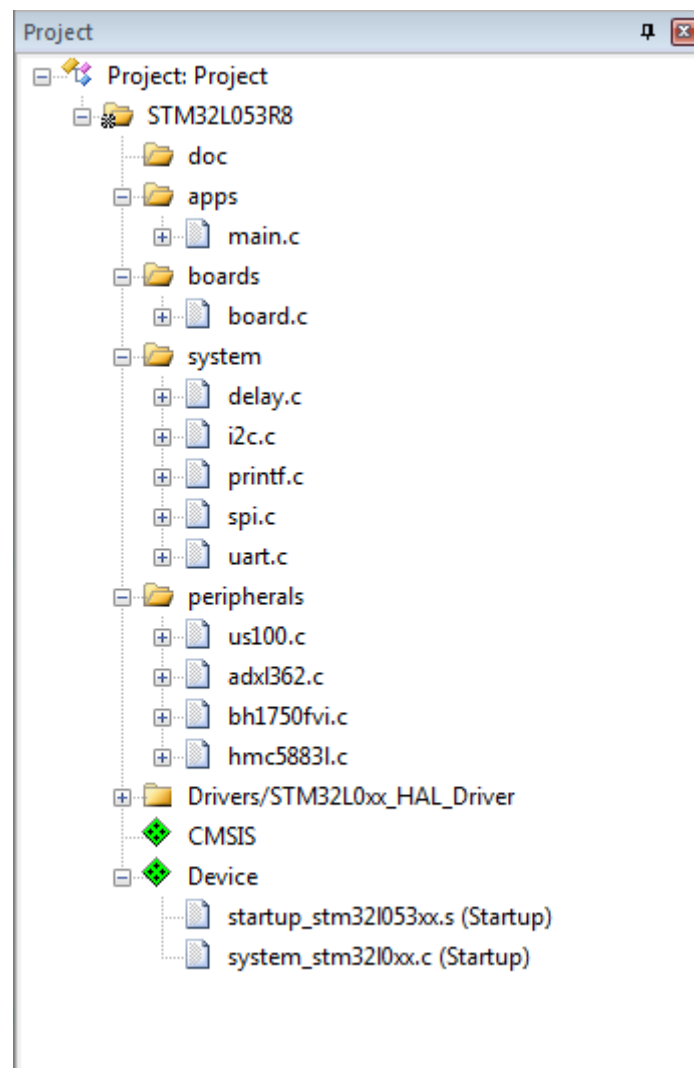 Project
Project: Project
STM32L053R8
doc
apps
main.c
boards
board.c
system
delay.c
i2c.c
printf.c
spi.c
uart.c
peripherals
us100.c
adxl362.c
bh1750fvi.c
hmc5883l.c
Drivers/STM32L0xx_HAL_Driver
CMSIS
Device
startup_stm32l053xx.s (Startup)
system_stm32l0xx.c (Startup)